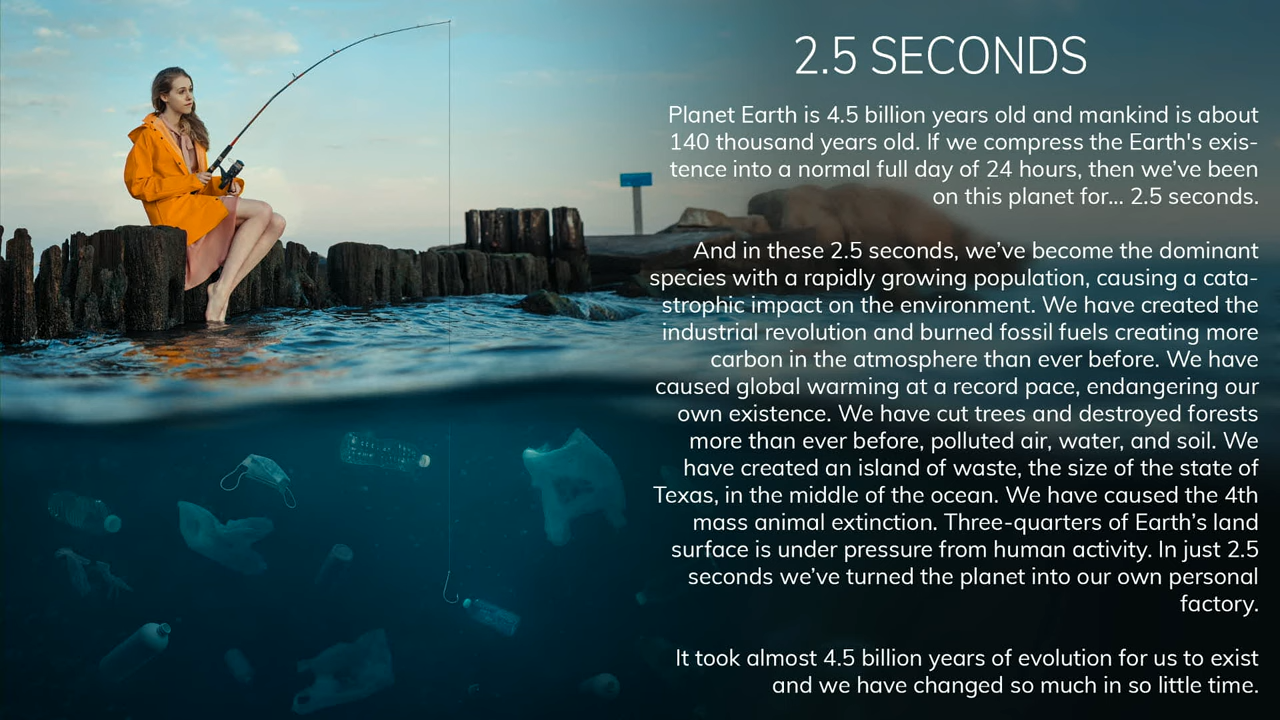 2.5 SECONDS
Planet Earth is 4.5 billion years old and mankind is about
140 thousand years old. If we compress the Earth's exis-
tence into a normal full day of 24 hours, then we’ve been
on this planet for... 2.5 seconds.
And in these 2.5 seconds, we’ve become the dominant
species with a rapidly growing population, causing a cata-
strophic impact on the environment. We have created the
industrial revolution and burned fossil fuels creating more
carbon in the atmosphere than ever before. We have
caused global warming at a record pace, endangering our
own existence. We have cut trees and destroyed forests
more than ever before, polluted air, water, and soil. We
have created an island of waste, the size of the state of
Texas, in the middle of the ocean. We have caused the 4th
mass animal extinction. Three-quarters of Earth’s land
surface is under pressure from human activity. In just 2.5
seconds we’ve turned the planet into our own personal
factory.
It took almost 4.5 billion years of evolution for us to exist
and we have changed so much in so little time.